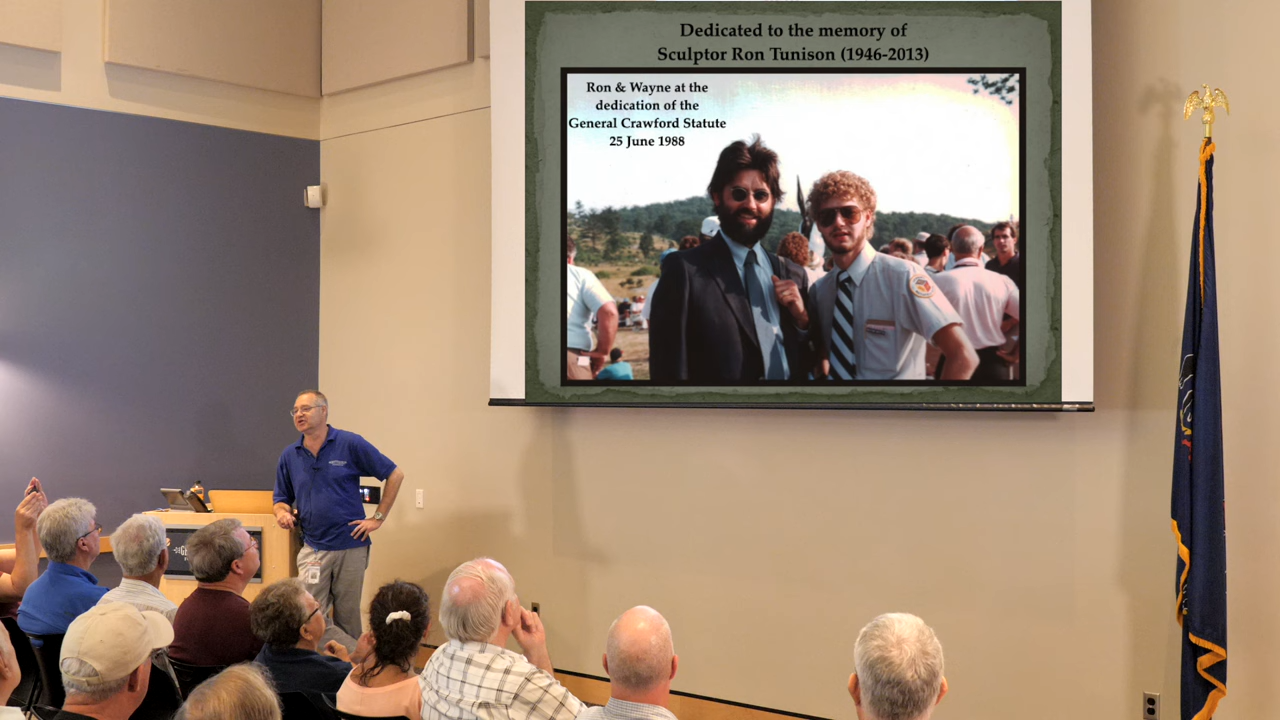 Dedicated to the memory of
Sculptor Ron Tunison (1946-2013)
Ron & Wayne at the
dedication of the
General Crawford Statute
25 June 1988